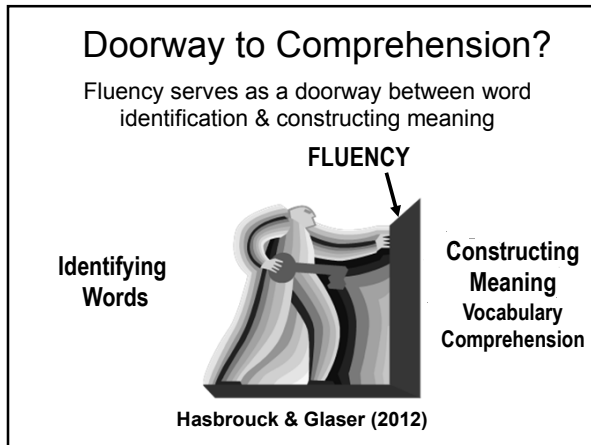 Doorway to Comprehension?
Fluency serves as a doorway between word
identification & constructing meaning
FLUENCY
Identifying
Words
Constructing
Meaning
Vocabulary
Comprehension
Hasbrouck & Glaser (2012)